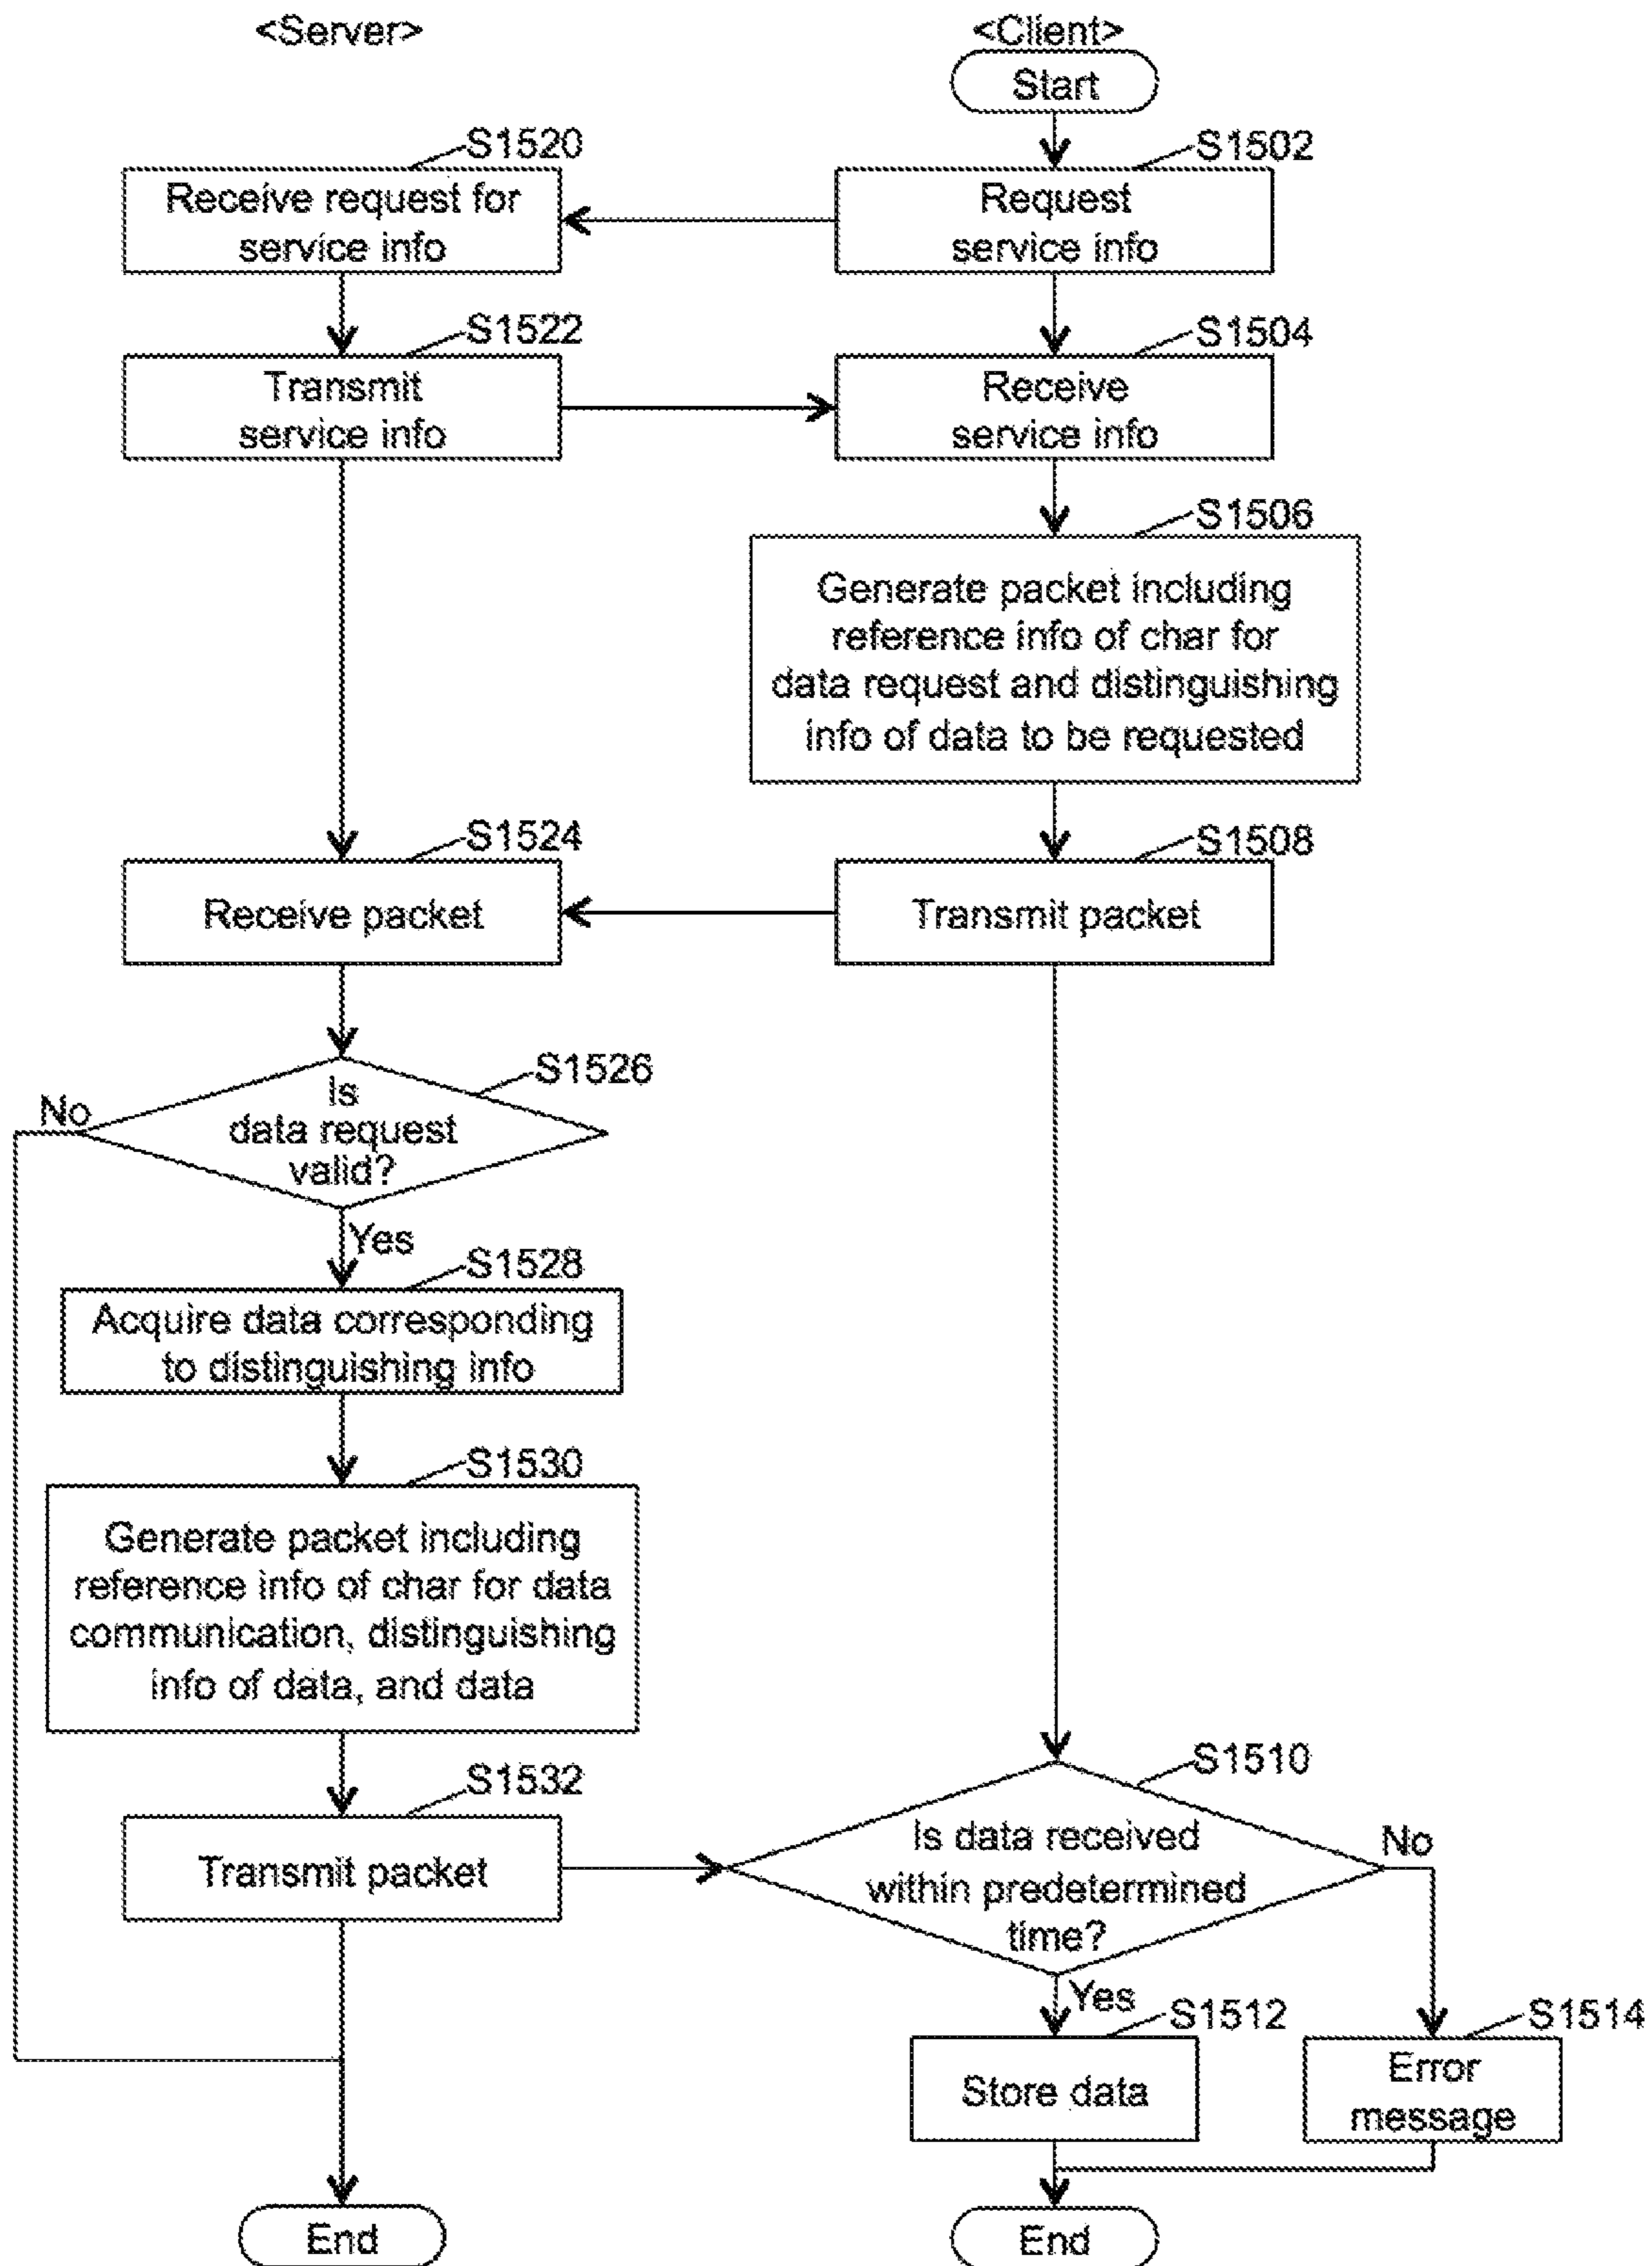 <Server>
<Client>
Start
S1520
S1502
Receive request for
service info
Request
service info
S1522
S1504
Transmit
service info
Receive
service info
S1506
Generate packet including
reference info of char for
data request and distinguishing
info of data to be requested
S1524
S1508
Receive packet
Transmit packet
S1526
No
Is
data request
valid?
Yes
S1528
Acquire data corresponding
to distinguishing info
S1530
Generate packet including
reference info of char for data
communication, distinguishing
info of data, and data
S1532
S1510
Transmit packet
Is data received
within predetermined
time?
No
Yes
S1512
S1514
Store data
Error
message
End
End